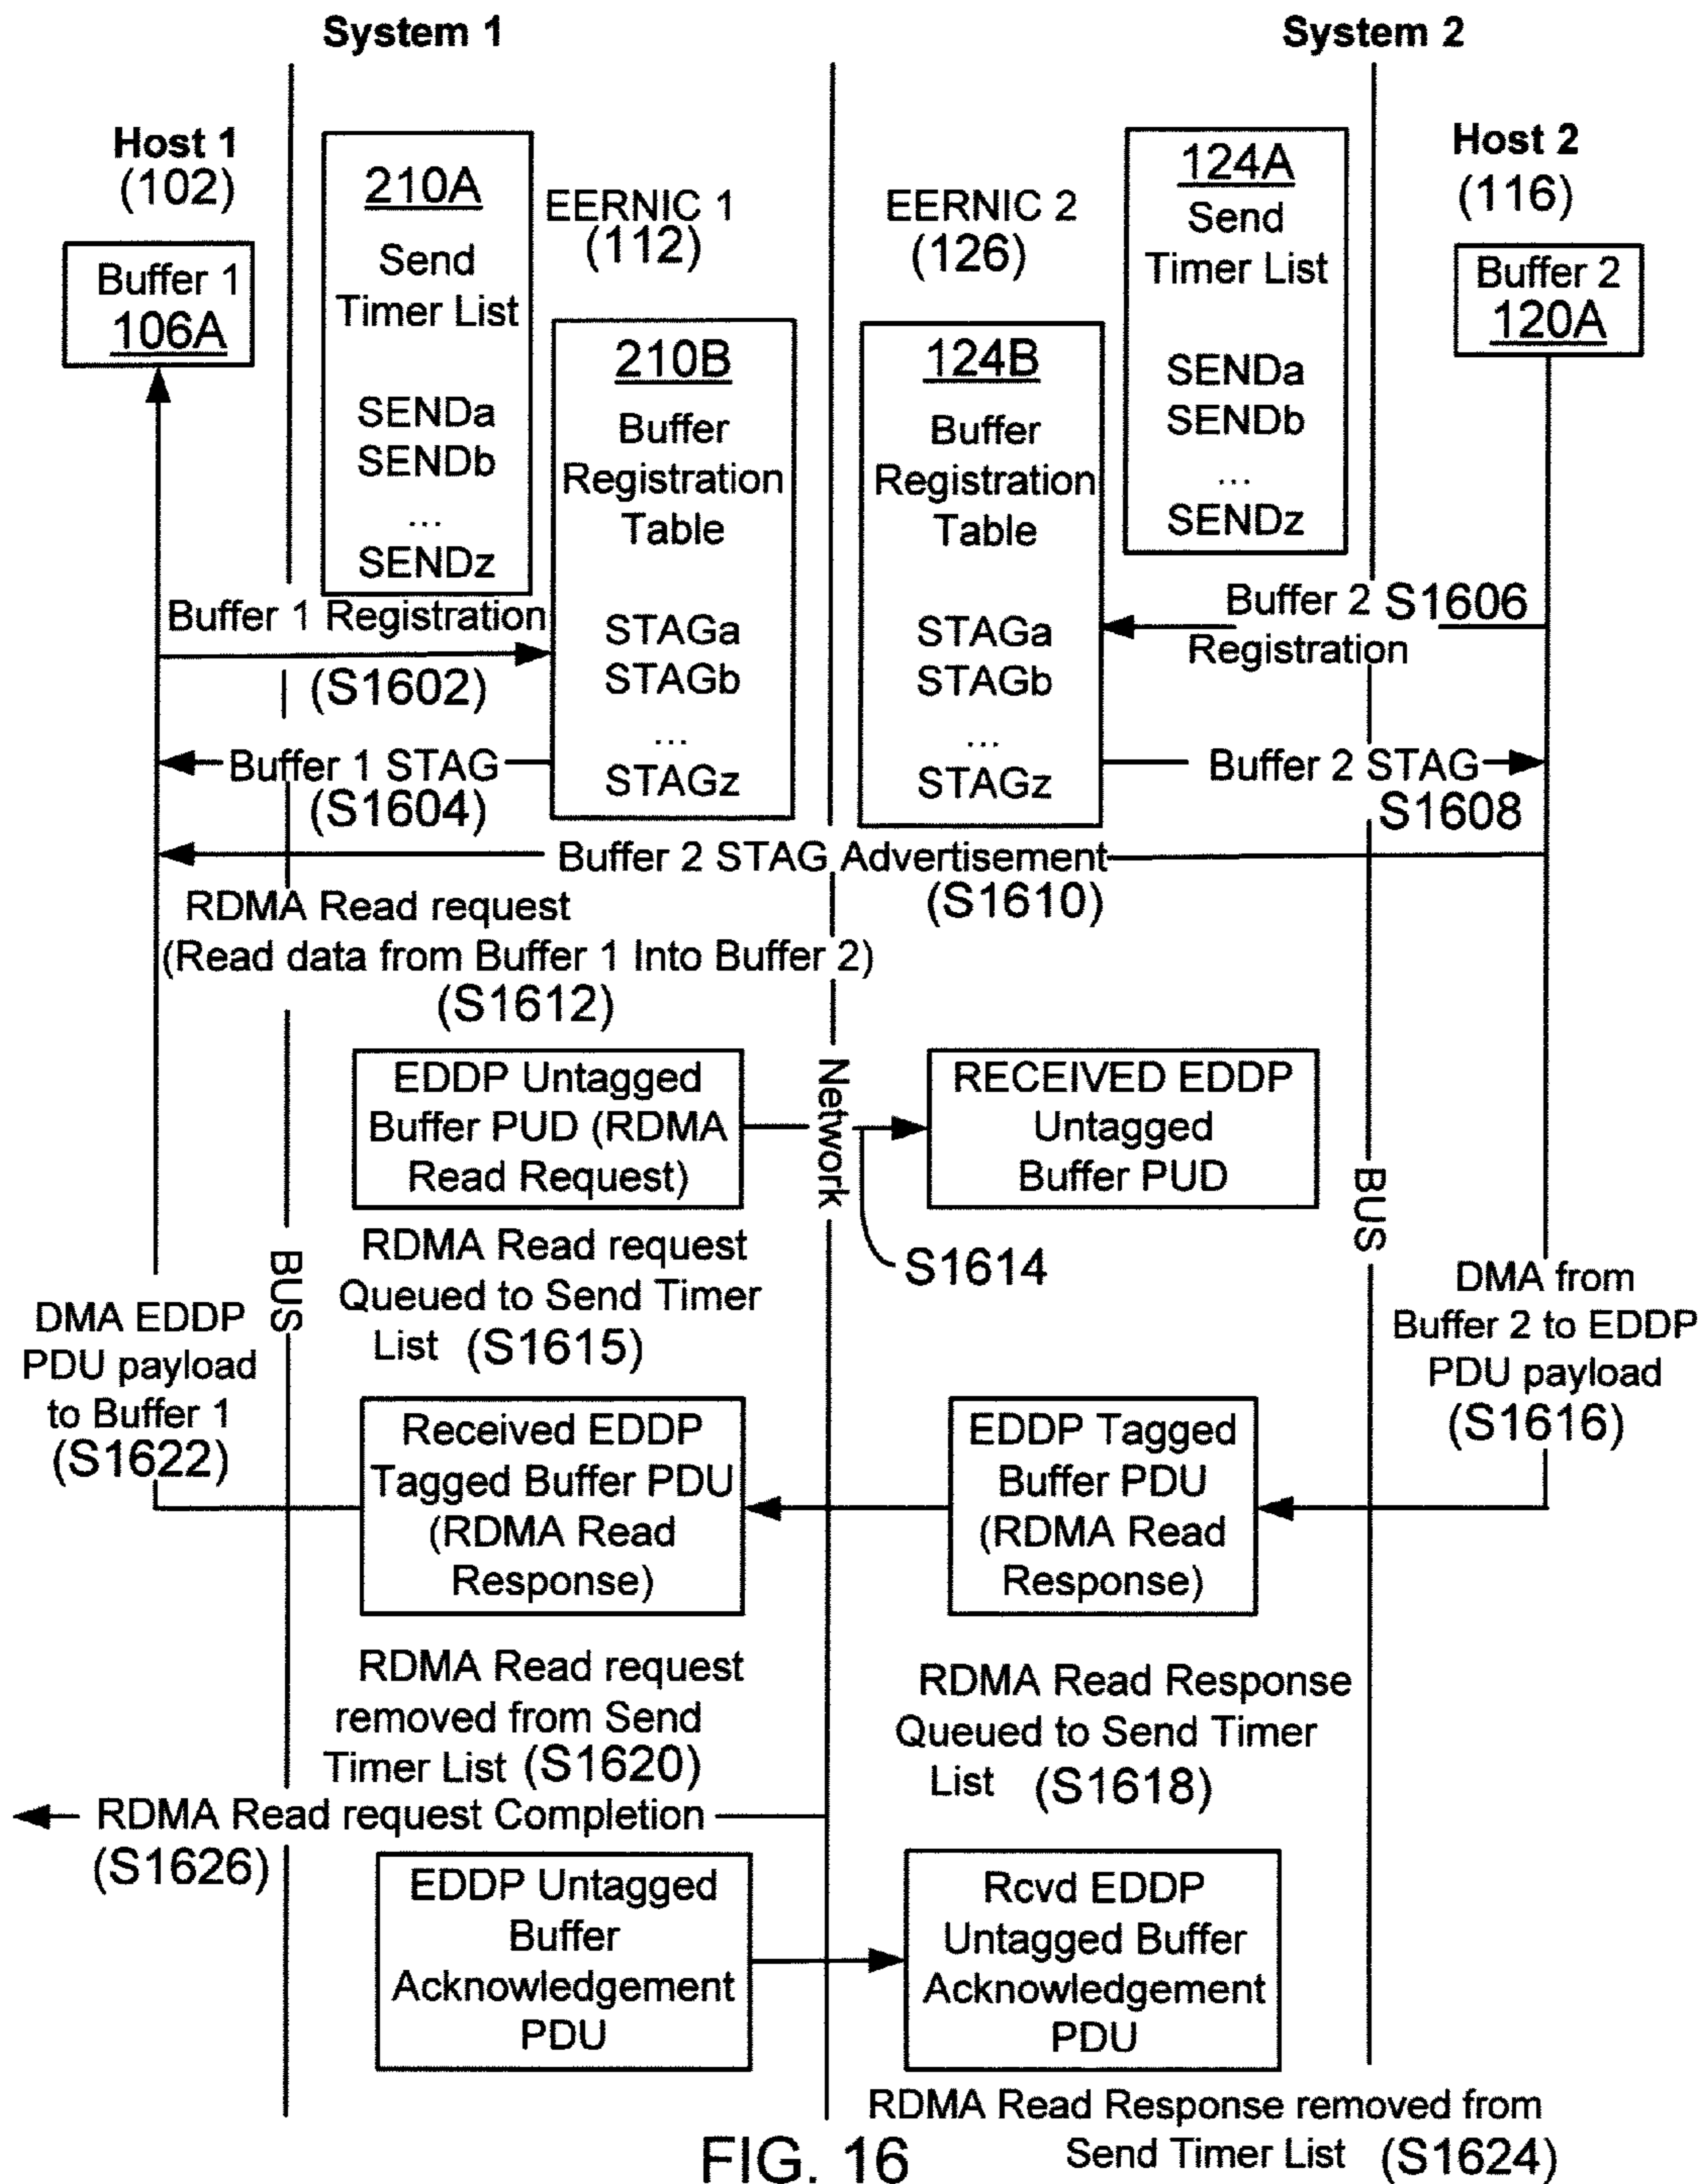 System 1
System 2
Host 1
(102)
Buffer 1
106A
210A
Send
Timer List
SENDa
SENDb
...
SENDz
EERNIC 1
(112)
210B
Buffer
Registration
Table
STAGa
STAGb
...
STAGz
EERNIC 2
(126)
124B
Buffer
Registration
Table
STAGa
STAGb
...
STAGz
124A
Send
Timer List
SENDa
SENDb
...
SENDz
Host 2
(116)
Buffer 2
120A
Buffer 1 Registration
(S1602)
Buffer 2 S1606
Registration
Buffer 1 STAG
(S1604)
Buffer 2 STAG
S1608
Buffer 2 STAG Advertisement
(S1610)
RDMA Read request
(Read data from Buffer 1 Into Buffer 2)
(S1612)
EDDP Untagged
Buffer PUD (RDMA
Read Request)
Network
RECEIVED EDDP
Untagged
Buffer PUD
S1614
BUS
BUS
RDMA Read request
Queued to Send Timer
List (S1615)
DMA EDDP
PDU payload
to Buffer 1
(S1622)
DMA from
Buffer 2 to EDDP
PDU payload
(S1616)
Received EDDP
Tagged Buffer PDU
(RDMA Read
Response)
EDDP Tagged
Buffer PDU
(RDMA Read
Response)
RDMA Read request
removed from Send
Timer List (S1620)
RDMA Read Response
Queued to Send Timer
List (S1618)
RDMA Read request Completion
(S1626)
EDDP Untagged
Buffer
Acknowledgement
PDU
Rcvd EDDP
Untagged Buffer
Acknowledgement
PDU
RDMA Read Response removed from
Send Timer List (S1624)
FIG. 16